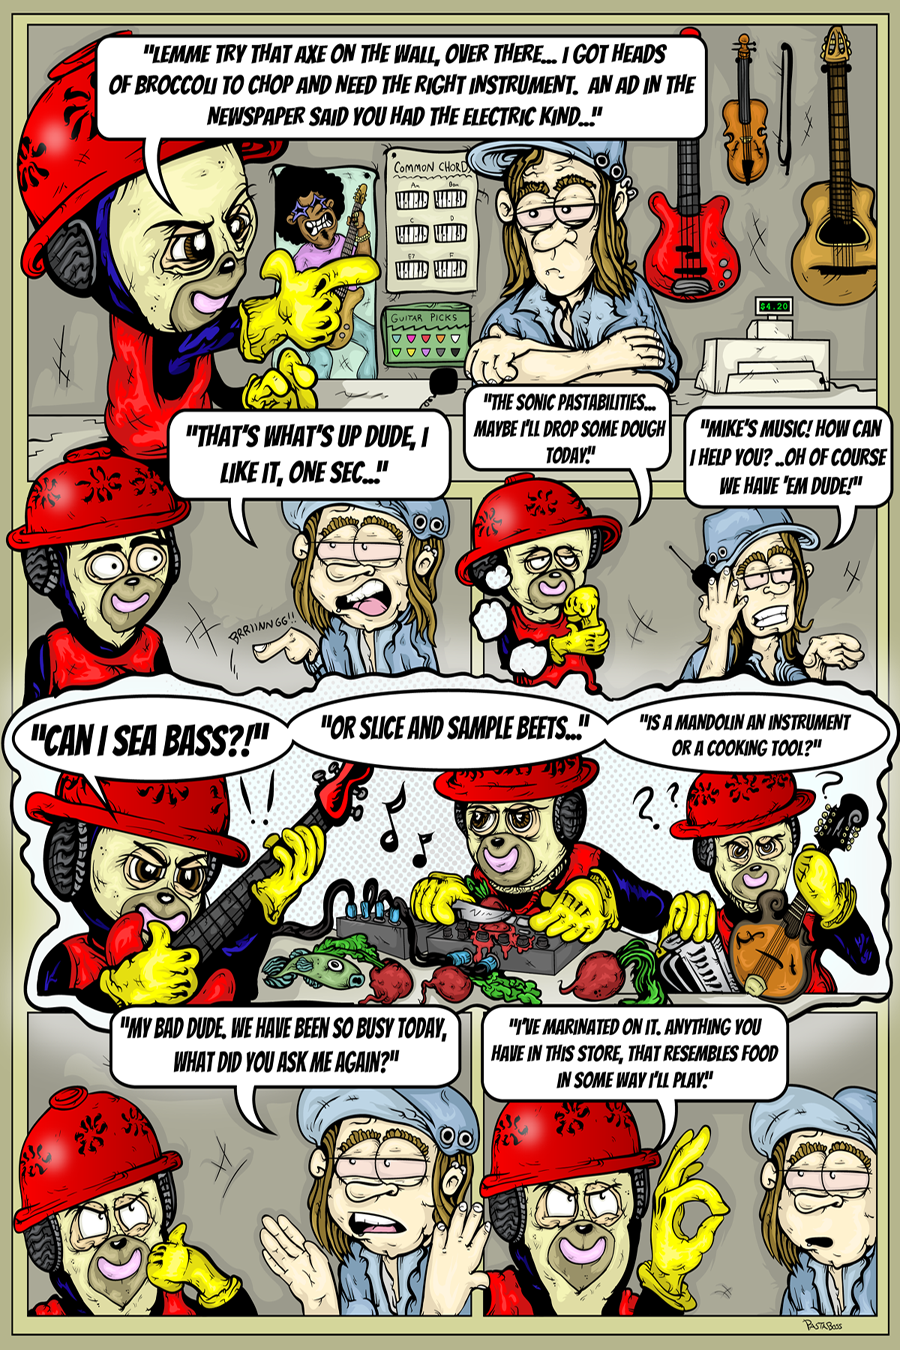 "LEMME TRY THAT AXE ON THE WALL, OVER THERE... I GOT HEADS
OF BROCCOLI TO CHOP AND NEED THE RIGHT INSTRUMENT. AN AD IN THE
NEWSPAPER SAID YOU HAD THE ELECTRIC KIND..."
COMMON CHORDS
Am
C
D
G7
F
GUITAR PICKS
$4.20
"THAT'S WHAT'S UP DUDE, I
LIKE IT, ONE SEC..."
BRRIINNGG!!
"THE SONIC PASTABILITIES...
MAYBE I'LL DROP SOME DOUGH
TODAY."
"MIKE'S MUSIC! HOW CAN
I HELP YOU? ..OH OF COURSE
WE HAVE 'EM DUDE!"
"CAN I SEA BASS?!"
!!
"OR SLICE AND SAMPLE BEETS..."
"IS A MANDOLIN AN INSTRUMENT
OR A COOKING TOOL?"
? ? ?
"MY BAD DUDE. WE HAVE BEEN SO BUSY TODAY,
WHAT DID YOU ASK ME AGAIN?"
"I'VE MARINATED ON IT. ANYTHING YOU
HAVE IN THIS STORE, THAT RESEMBLES FOOD
IN SOME WAY I'LL PLAY."
PASTABOSS